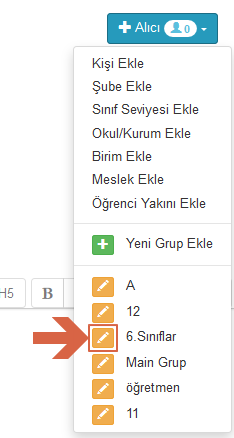 + Alıcı 0
Kişi Ekle
Şube Ekle
Sınıf Seviyesi Ekle
Okul/Kurum Ekle
Birim Ekle
Meslek Ekle
Öğrenci Yakını Ekle
Yeni Grup Ekle
A
H5 B
12
6.Sınıflar
Main Grup
öğretmen
11